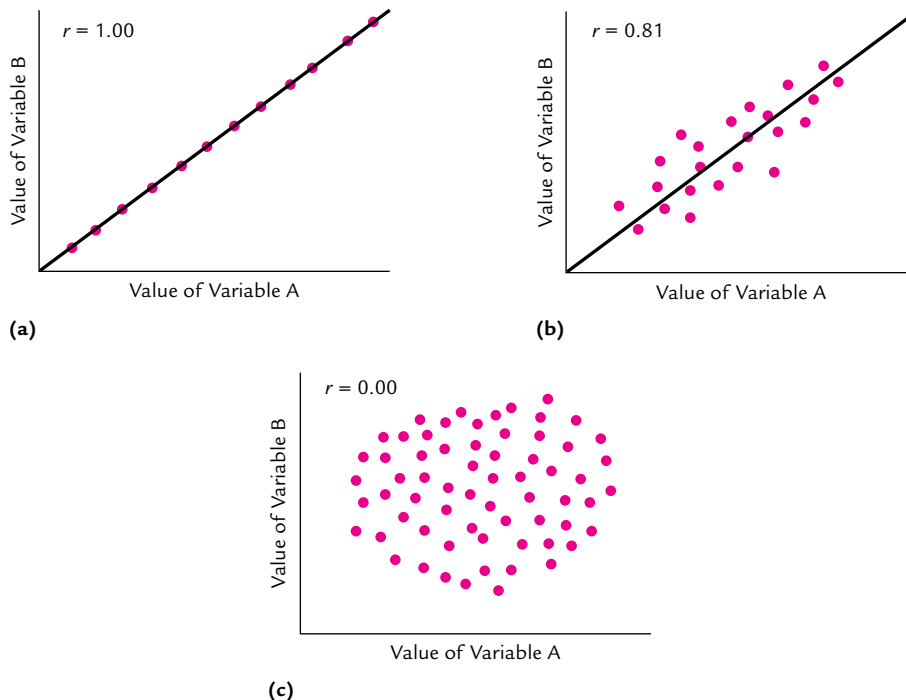 r = 1.00
Value of Variable B
Value of Variable A
(a)
r = 0.81
Value of Variable B
Value of Variable A
(b)
r = 0.00
Value of Variable B
Value of Variable A
(c)